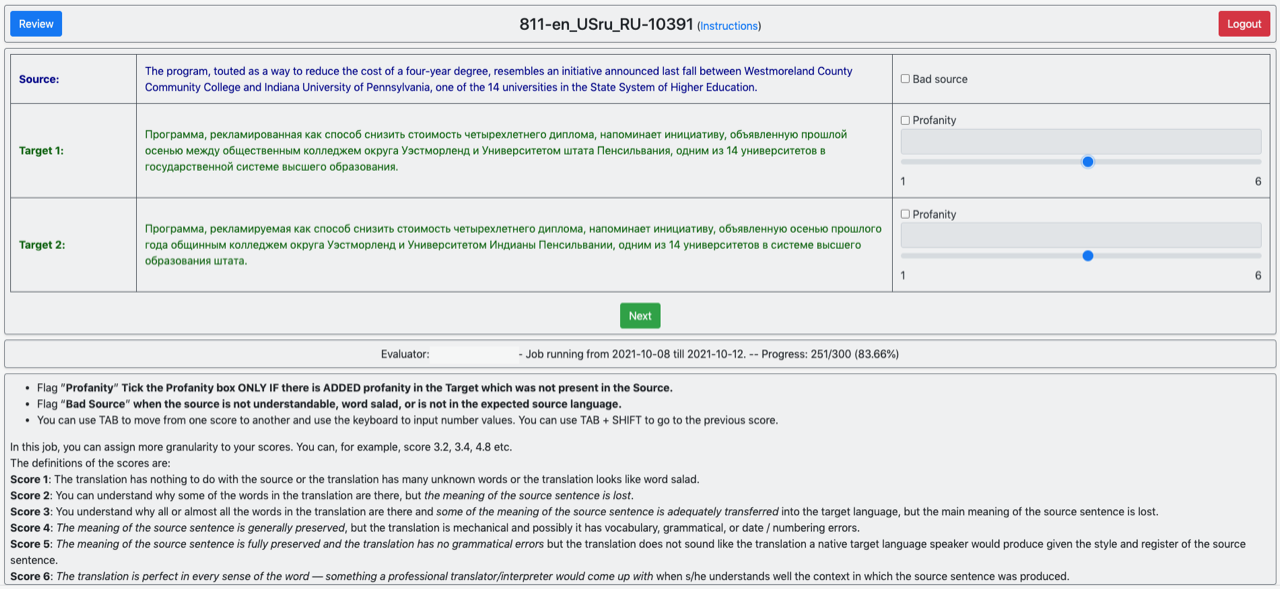 Review
811-en_USru_RU-10391 (Instructions)
Logout
Source:
The program, touted as a way to reduce the cost of a four-year degree, resembles an initiative announced last fall between Westmoreland County
Community College and Indiana University of Pennsylvania, one of the 14 universities in the State System of Higher Education.
Bad source
Target 1:
Программа, рекламированная как способ снизить стоимость четырехлетнего диплома, напоминает инициативу, объявленную прошлой
осенью между общественным колледжем округа Уэстморленд и Университетом штата Пенсильвания, одним из 14 университетов в
государственной системе высшего образования.
Profanity
1
6
Target 2:
Программа, рекламируемая как способ снизить стоимость четырехлетнего диплома, напоминает инициативу, объявленную осенью прошлого
года общинным колледжем округа Уэстморленд и Университетом Индианы Пенсильвании, одним из 14 университетов в системе высшего
образования штата.
Profanity
1
6
Next
Evaluator: - Job running from 2021-10-08 till 2021-10-12. -- Progress: 251/300 (83.66%)
• Flag "Profanity" Tick the Profanity box ONLY IF there is ADDED profanity in the Target which was not present in the Source.
• Flag "Bad Source" when the source is not understandable, word salad, or is not in the expected source language.
• You can use TAB to move from one score to another and use the keyboard to input number values. You can use TAB + SHIFT to go to the previous score.
In this job, you can assign more granularity to your scores. You can, for example, score 3.2, 3.4, 4.8 etc.
The definitions of the scores are:
Score 1: The translation has nothing to do with the source or the translation has many unknown words or the translation looks like word salad.
Score 2: You can understand why some of the words in the translation are there, but the meaning of the source sentence is lost.
Score 3: You understand why all or almost all the words in the translation are there and some of the meaning of the source sentence is adequately transferred into the target language, but the main meaning of the source sentence is lost.
Score 4: The meaning of the source sentence is generally preserved, but the translation is mechanical and possibly it has vocabulary, grammatical, or date / numbering errors.
Score 5: The meaning of the source sentence is fully preserved and the translation has no grammatical errors but the translation does not sound like the translation a native target language speaker would produce given the style and register of the source
sentence.
Score 6: The translation is perfect in every sense of the word — something a professional translator/interpreter would come up with when s/he understands well the context in which the source sentence was produced.